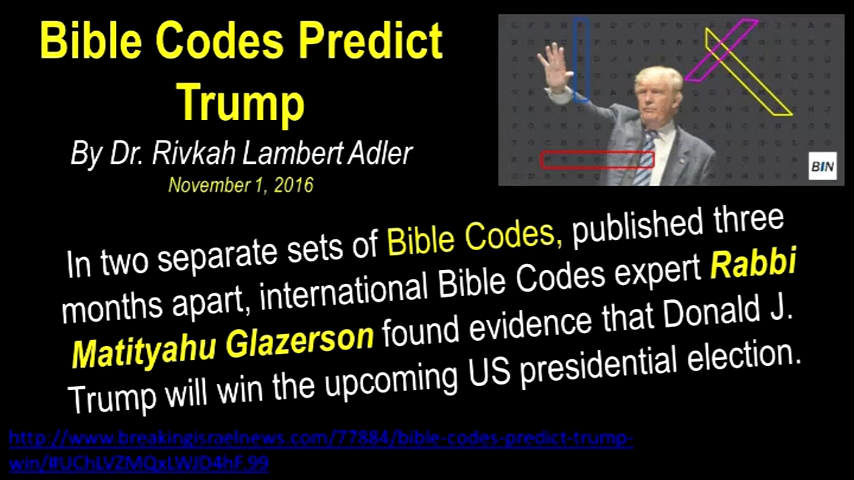 Bible Codes Predict
Trump
By Dr. Rivkah Lambert Adler
November 1, 2016
BIN
In two separate sets of Bible Codes, published three
months apart, international Bible Codes expert Rabbi
Matityahu Glazerson found evidence that Donald J.
Trump will win the upcoming US presidential election.
http://www.breakingisraelnews.com/77884/bible-codes-predict-trump-
win/#UChLVZMQxLWJD4hF.99